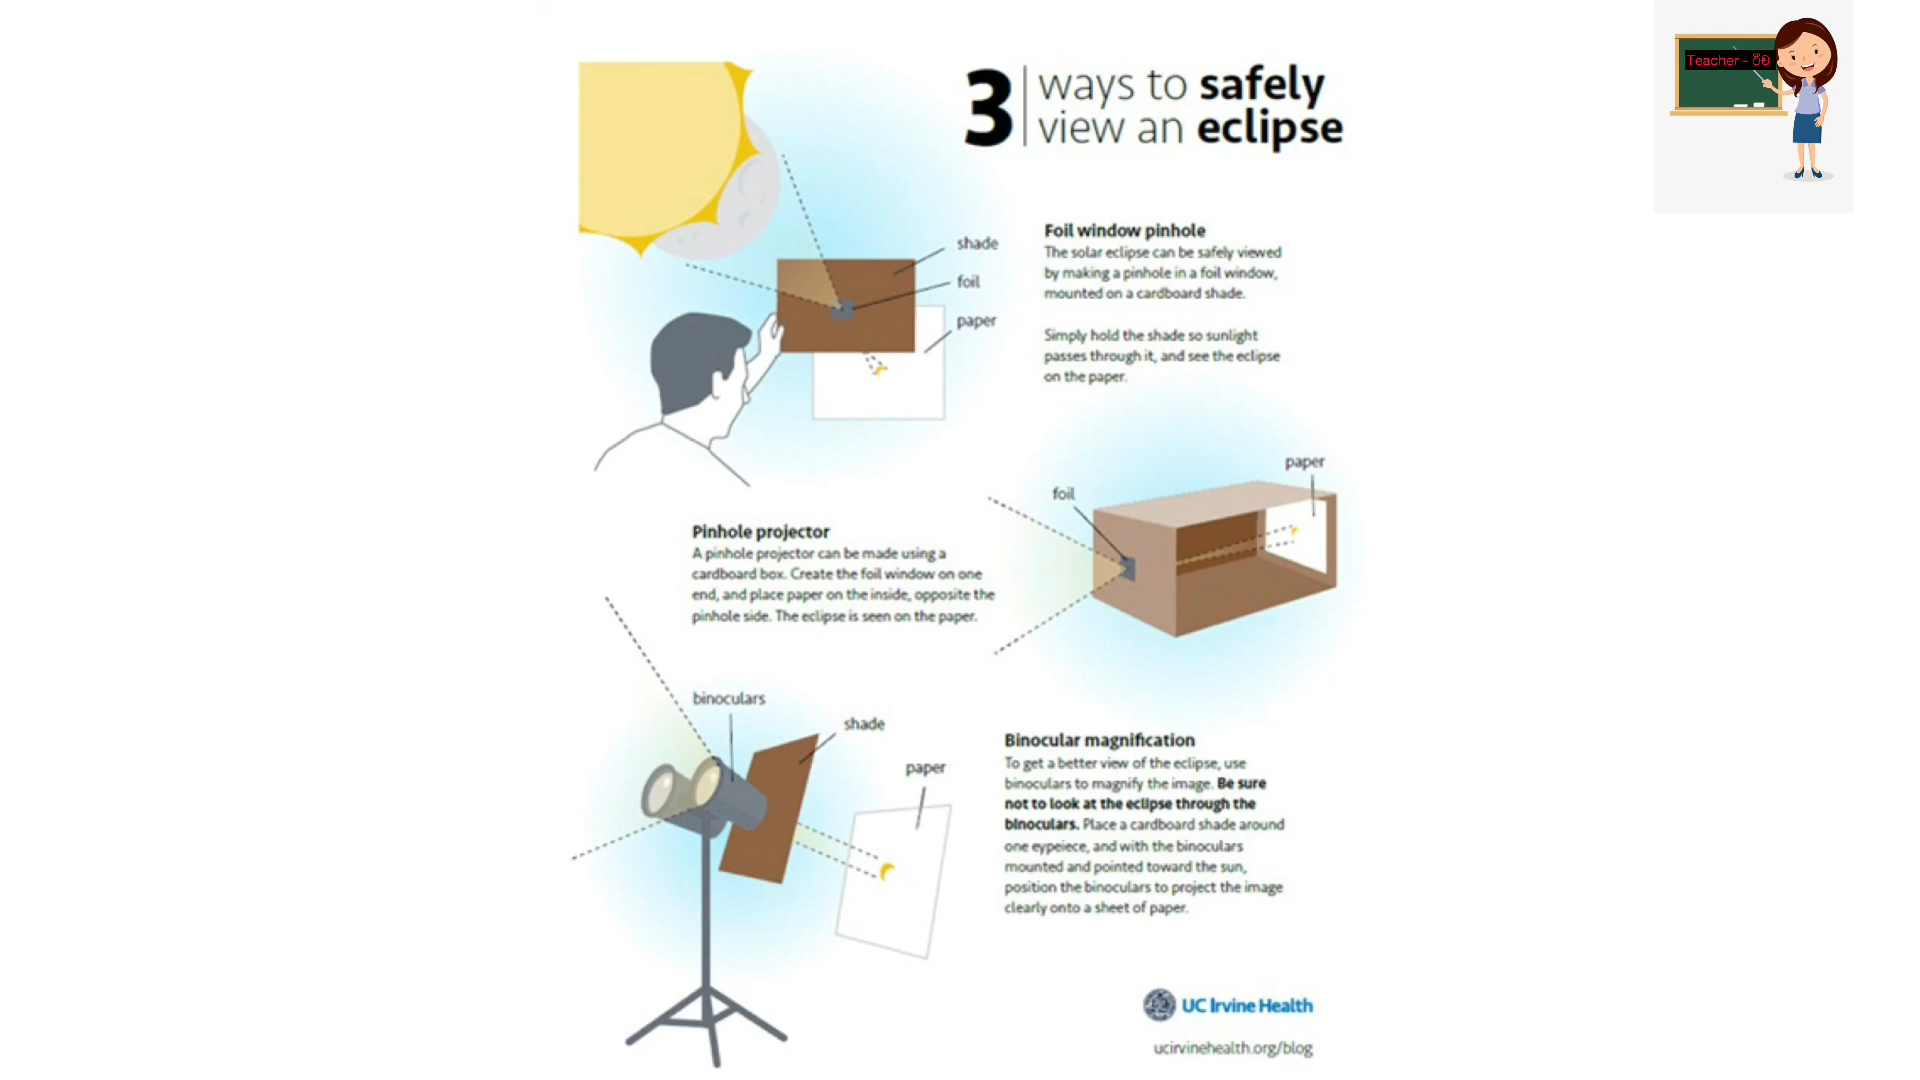 3 ways to safely
view an eclipse
Teacher - පි
shade
foil
paper
Foil window pinhole
The solar eclipse can be safely viewed
by making a pinhole in a foil window,
mounted on a cardboard shade.
Simply hold the shade so sunlight
passes through it, and see the eclipse
on the paper.
paper
foil
Pinhole projector
A pinhole projector can be made using a
cardboard box. Create the foil window on one
end, and place paper on the inside, opposite the
pinhole side. The eclipse is seen on the paper.
binoculars
shade
paper
Binocular magnification
To get a better view of the eclipse, use
binoculars to magnify the image. Be sure
not to look at the eclipse through the
binoculars. Place a cardboard shade around
one eypeiece, and with the binoculars
mounted and pointed toward the sun,
position the binoculars to project the image
clearly onto a sheet of paper.
UC Irvine Health
ucirvinehealth.org/blog